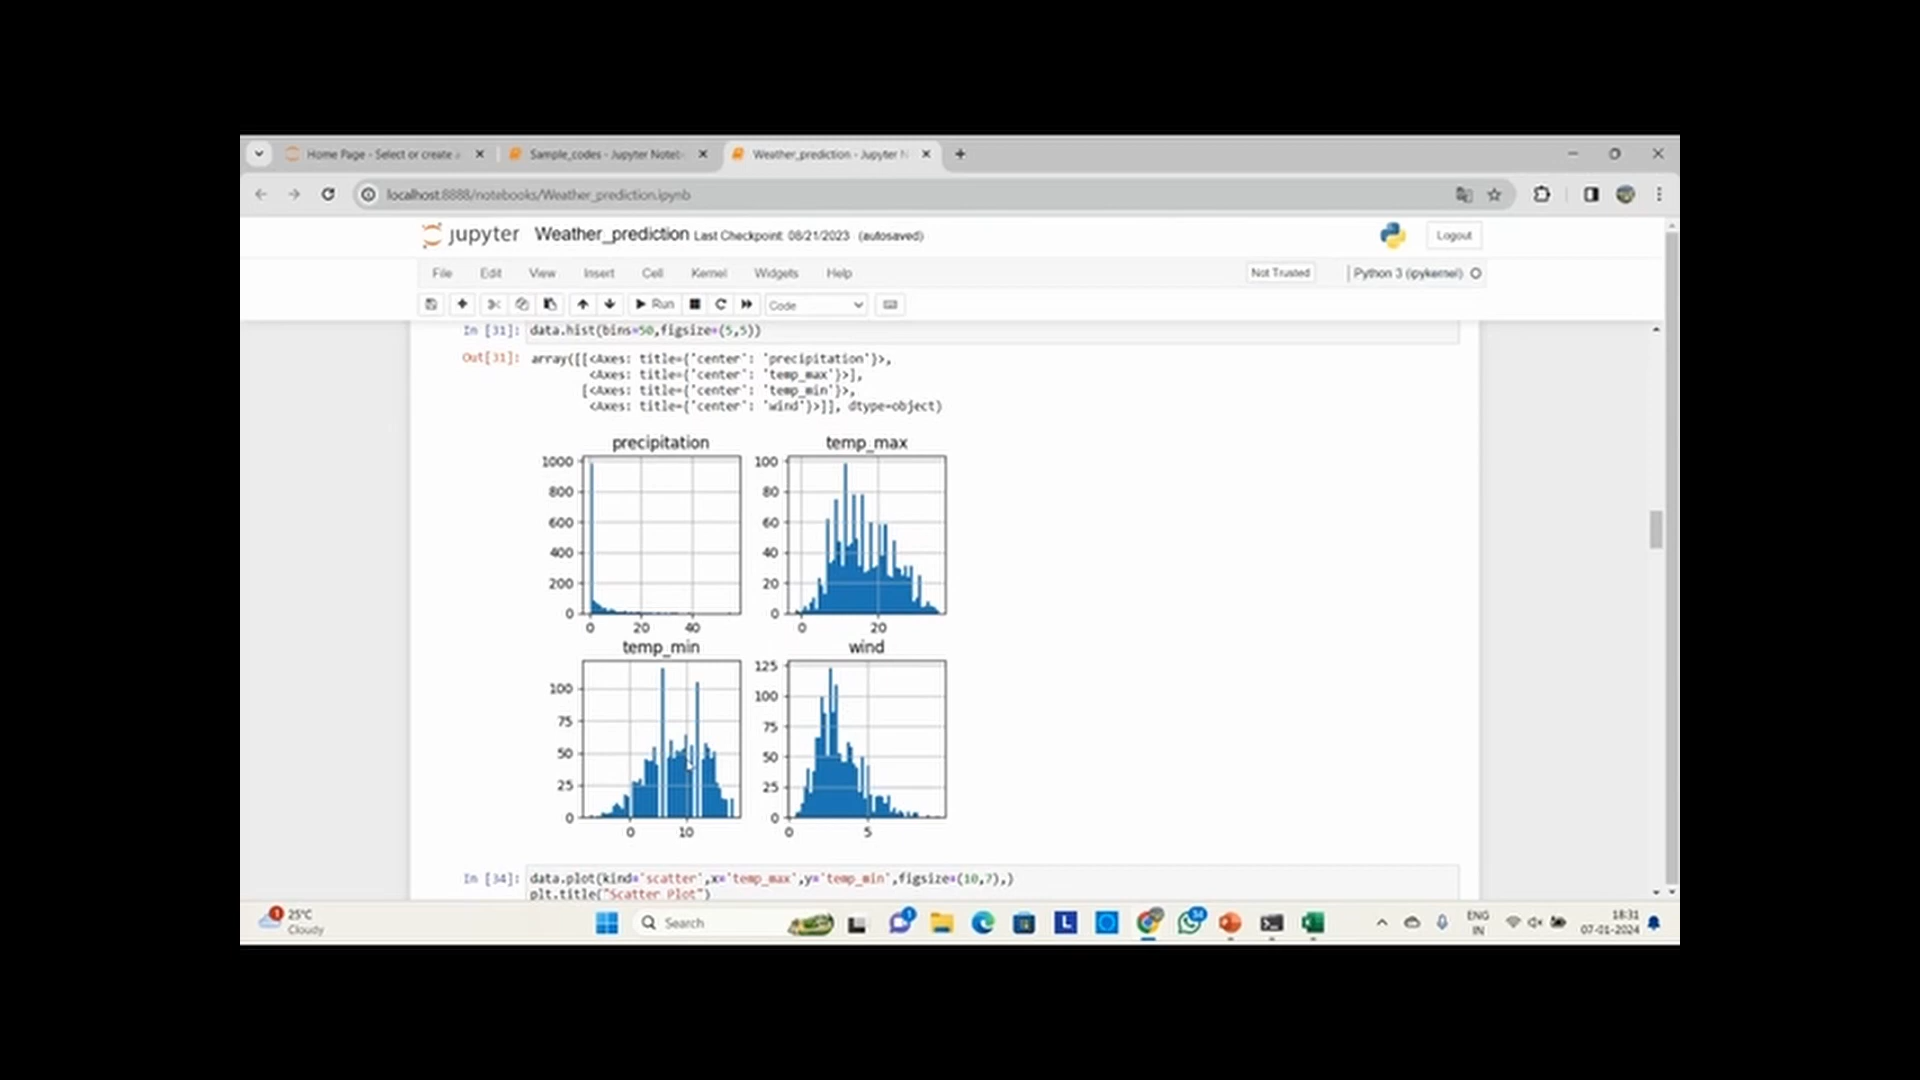 Home Page - Select or create a
Sample_codes - Jupyter Noteb
Weather_prediction - Jupyter N
localhost:8888/notebooks/Weather_prediction.ipynb
jupyter Weather_prediction Last Checkpoint: 08/21/2023 (autosaved)
Logout
File Edit View Insert Cell Kernel Widgets Help
Not Trusted
Python 3 (ipykernel)
Run
Code
In [31]: data.hist(bins=50,figsize=(5,5))
Out[31]: array([[<Axes: title={'center': 'precipitation'}>,
<Axes: title={'center': 'temp_max'}>],
[<Axes: title={'center': 'temp_min'}>,
<Axes: title={'center': 'wind'}>]], dtype=object)
precipitation
1000
800
600
400
200
0
0 20 40
temp_max
100
80
60
40
20
0
0 20
temp_min
100
75
50
25
0
0 10
wind
125
100
75
50
25
0
0 5
In [34]: data.plot(kind='scatter',x='temp_max',y='temp_min',figsize=(10,7),)
plt.title("Scatter Plot")
1
25°C
Cloudy
Search
1
L
34
ENG
IN
18:31
07-01-2024